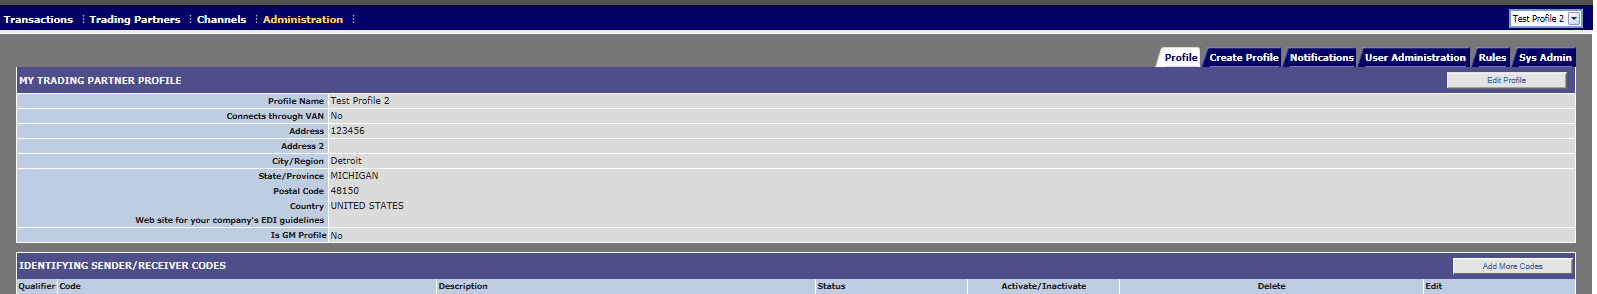 Transactions Trading Partners Channels Administration Test Profile 2
Profile Create Profile Notifications User Administration Rules Sys Admin
MY TRADING PARTNER PROFILE Edit Profile
Profile Name Test Profile 2
Connects through VAN No
Address 123456
Address 2
City/Region Detroit
State/Province MICHIGAN
Postal Code 48150
Country UNITED STATES
Web site for your company's EDI guidelines
Is GM Profile No
IDENTIFYING SENDER/RECEIVER CODES Add More Codes
Qualifier Code Description Status Activate/Inactivate Delete Edit